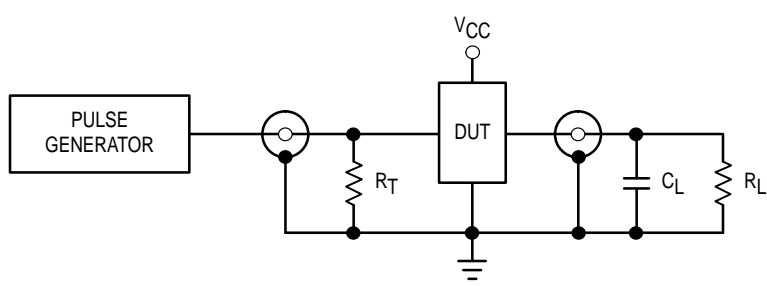 VCC
PULSE
GENERATOR
DUT
RT
CL
RL